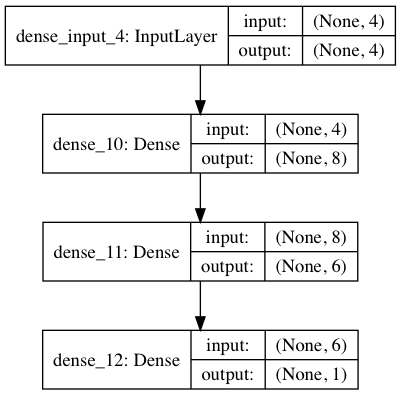 dense_input_4: InputLayer
input: (None, 4)
output: (None, 4)
dense_10: Dense
input: (None, 4)
output: (None, 8)
dense_11: Dense
input: (None, 8)
output: (None, 6)
dense_12: Dense
input: (None, 6)
output: (None, 1)